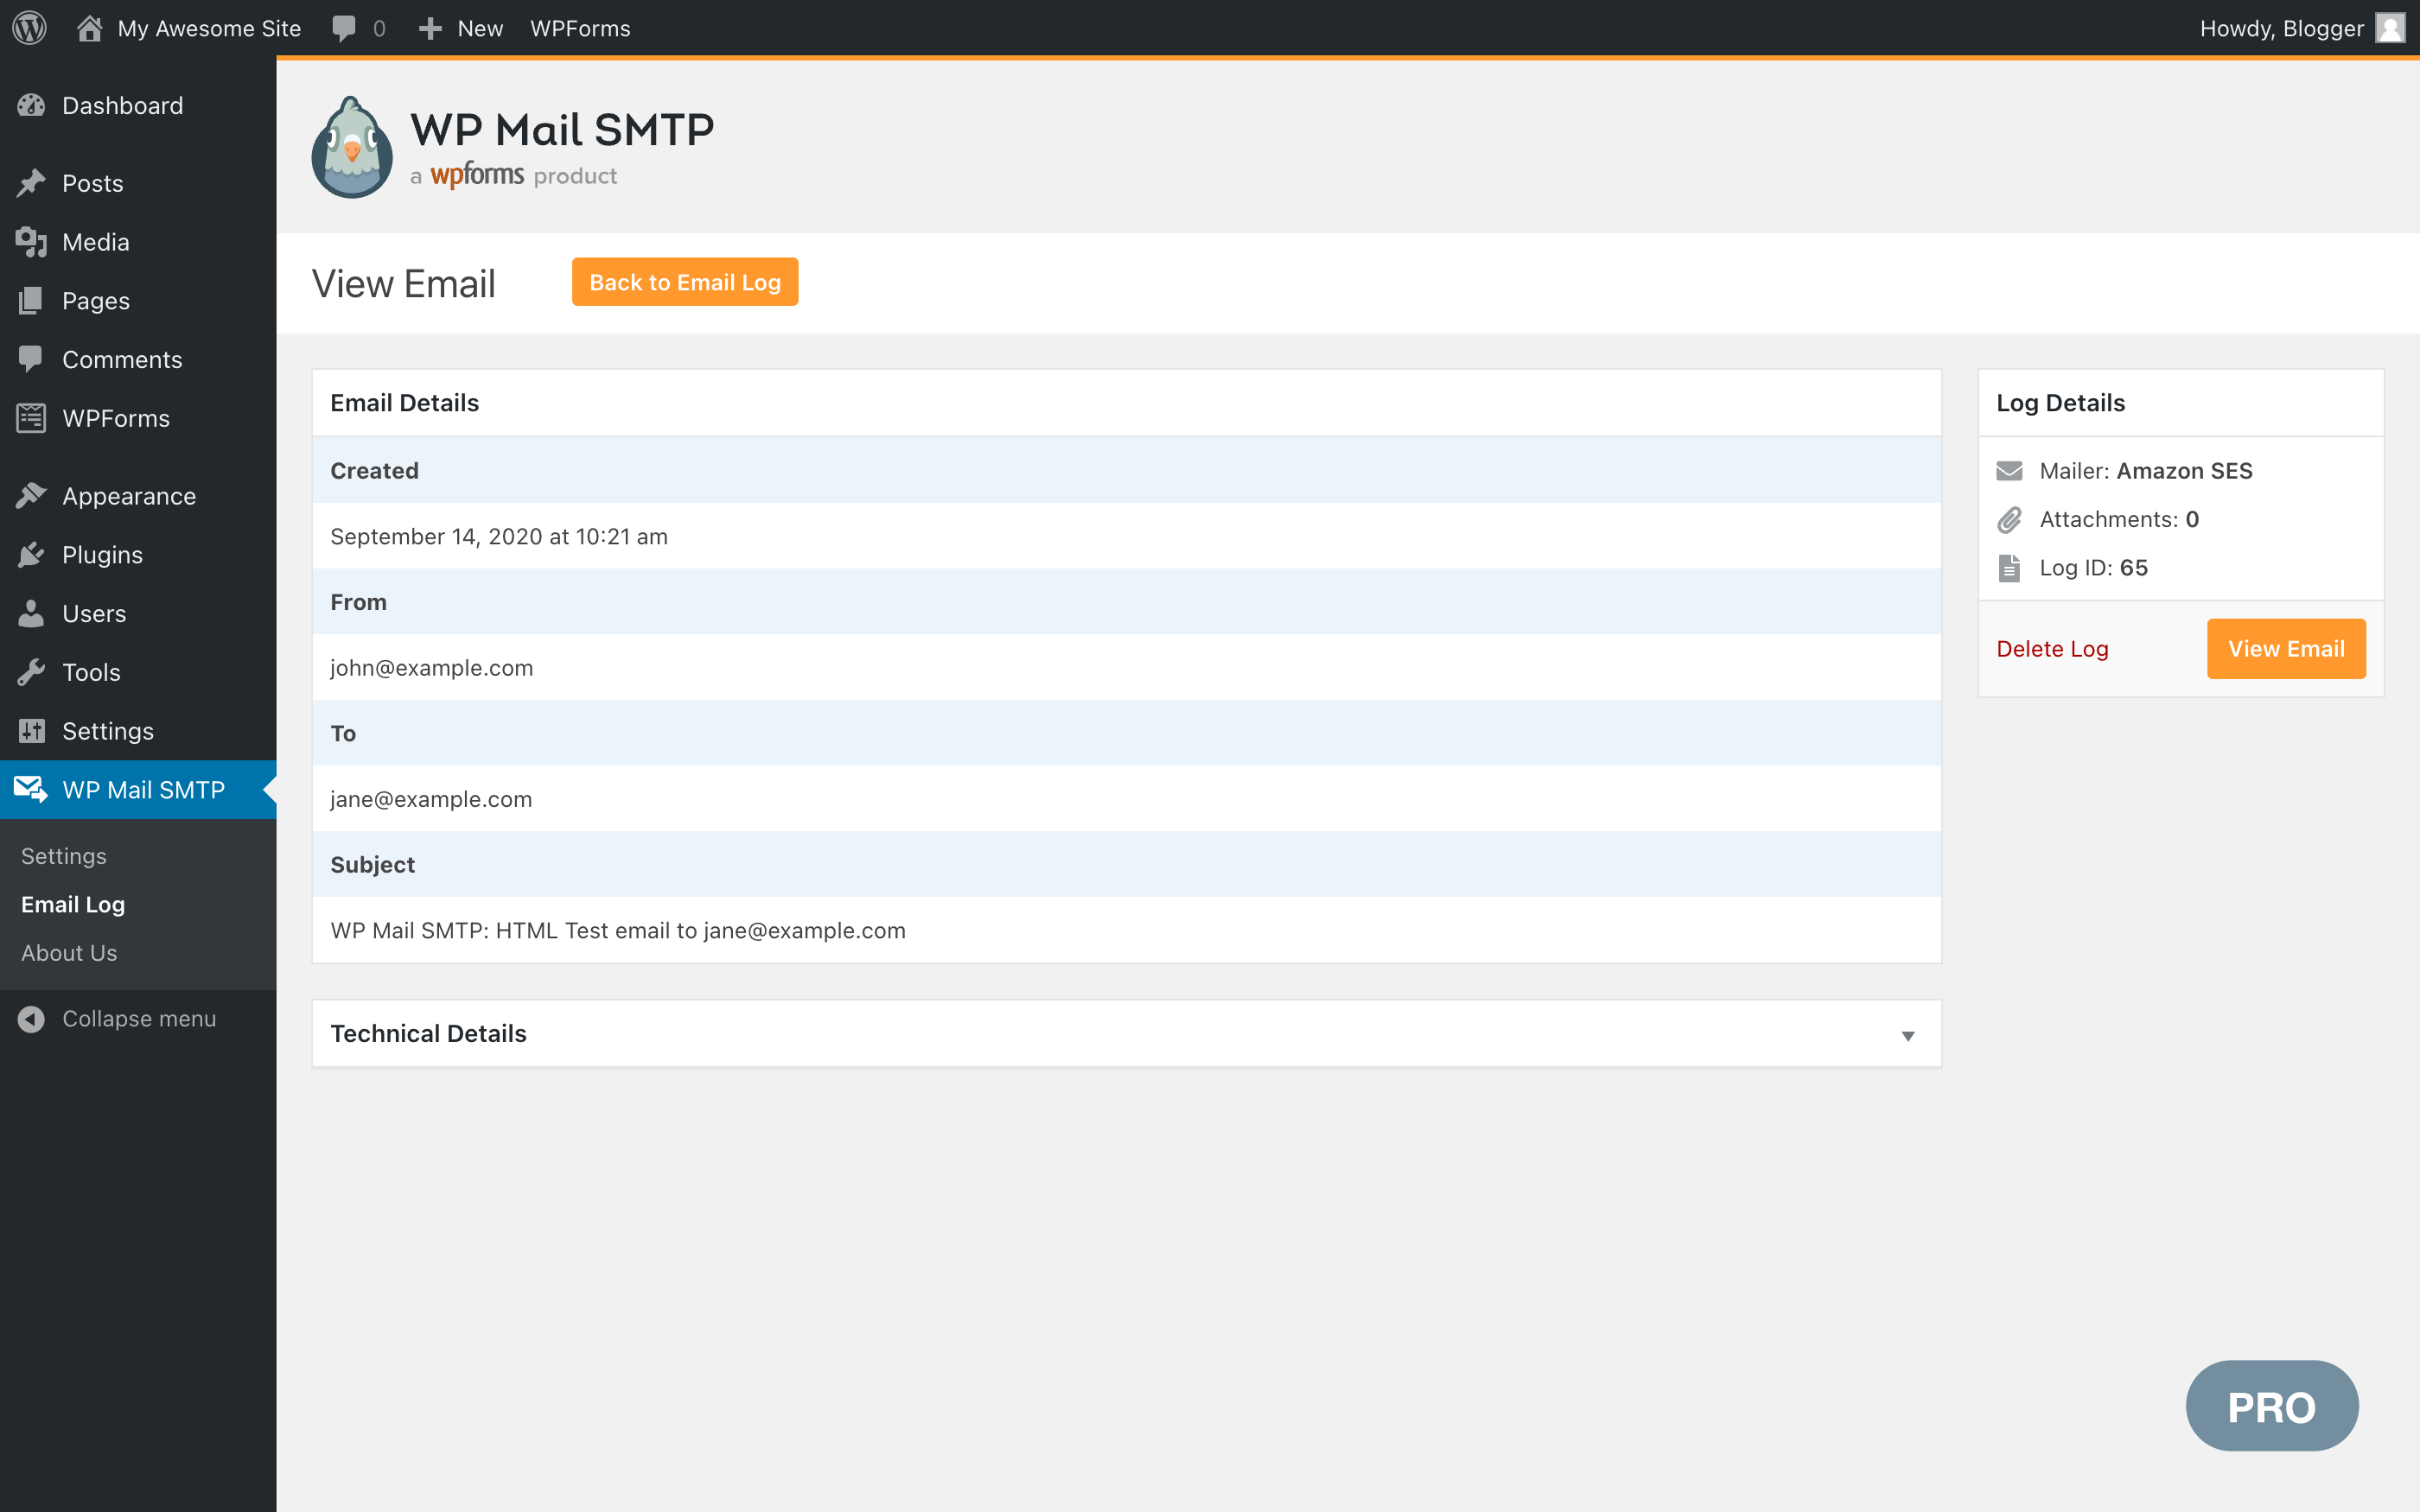 My Awesome Site
0
New
WPForms
Howdy, Blogger
Dashboard
Posts
Media
Pages
Comments
WPForms
Appearance
Plugins
Users
Tools
Settings
WP Mail SMTP
Settings
Email Log
About Us
Collapse menu
WP Mail SMTP
a wpforms product
View Email
Back to Email Log
Email Details
Created
September 14, 2020 at 10:21 am
From
john@example.com
To
jane@example.com
Subject
WP Mail SMTP: HTML Test email to jane@example.com
Technical Details
Log Details
Mailer: Amazon SES
Attachments: 0
Log ID: 65
Delete Log
View Email
PRO